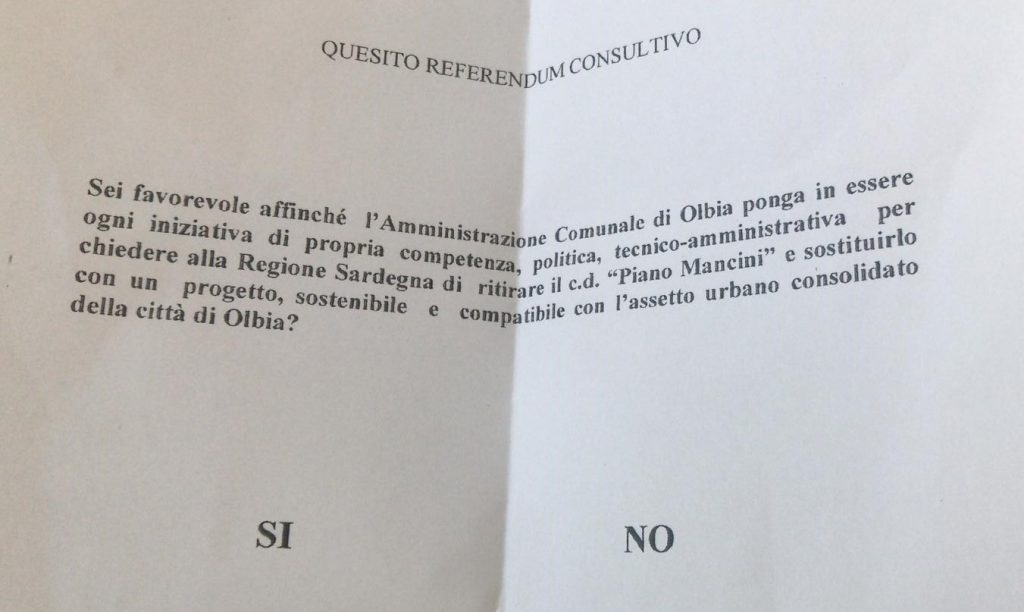 QUESITO REFERENDUM CONSULTIVO
Sei favorevole affinché l'Amministrazione Comunale di Olbia ponga in essere
ogni iniziativa di propria competenza, politica, tecnico-amministrativa per
chiedere alla Regione Sardegna di ritirare il c.d. “Piano Mancini” e sostituirlo
con un progetto, sostenibile e compatibile con l'assetto urbano consolidato
della città di Olbia?
SI NO